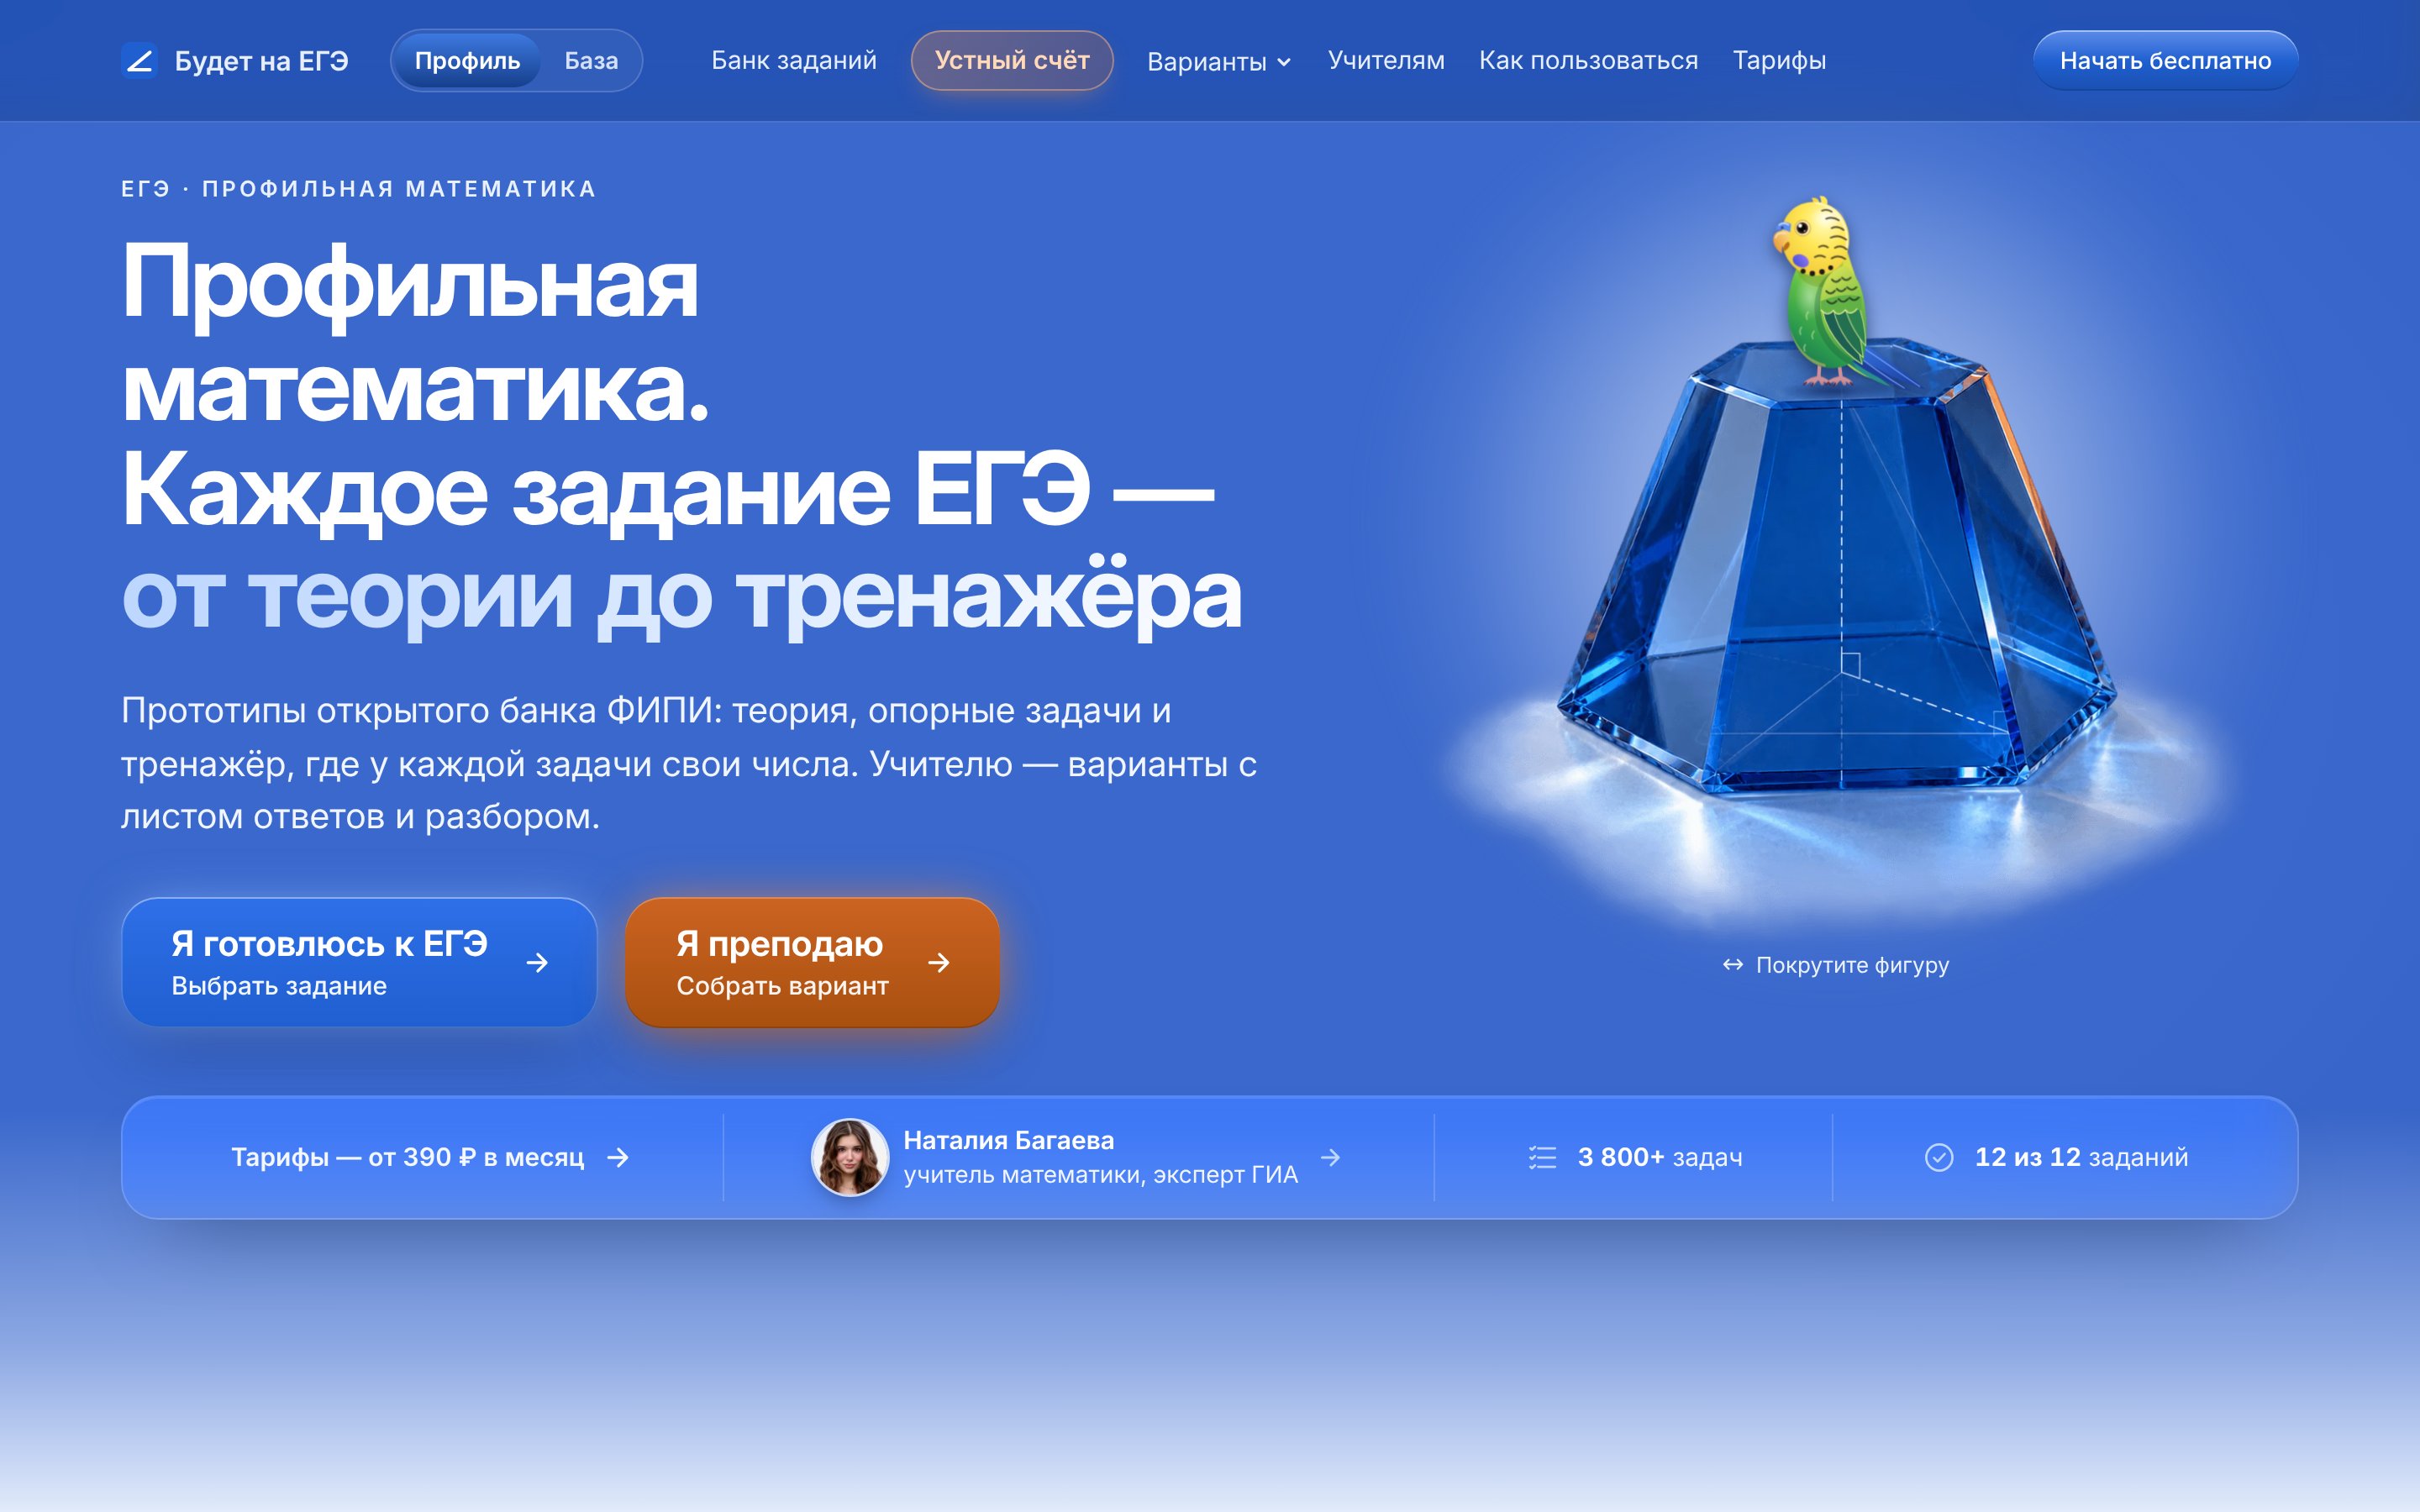 Будет на ЕГЭ
Профиль
База
Банк заданий
Устный счёт
Варианты
Учителям
Как пользоваться
Тарифы
Начать бесплатно
ЕГЭ · ПРОФИЛЬНАЯ МАТЕМАТИКА
Профильная
математика.
Каждое задание ЕГЭ —
от теории до тренажёра
Прототипы открытого банка ФИПИ: теория, опорные задачи и
тренажёр, где у каждой задачи свои числа. Учителю — варианты с
листом ответов и разбором.
Я готовлюсь к ЕГЭ
Выбрать задание
Я преподаю
Собрать вариант
Покрутите фигуру
Тарифы — от 390 ₽ в месяц
Наталия Багаева
учитель математики, эксперт ГИА
3 800+ задач
12 из 12 заданий